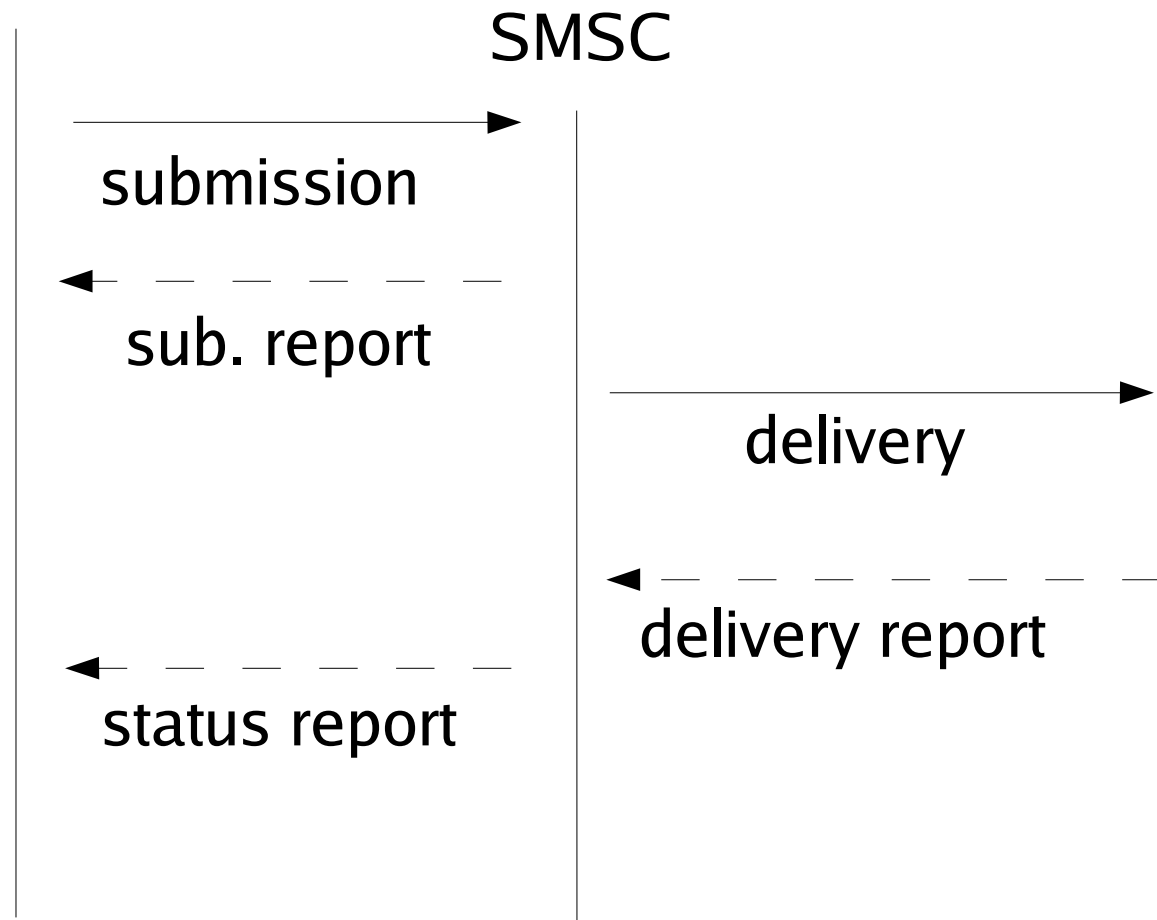 SMSC
submission
sub. report
delivery
delivery report
status report